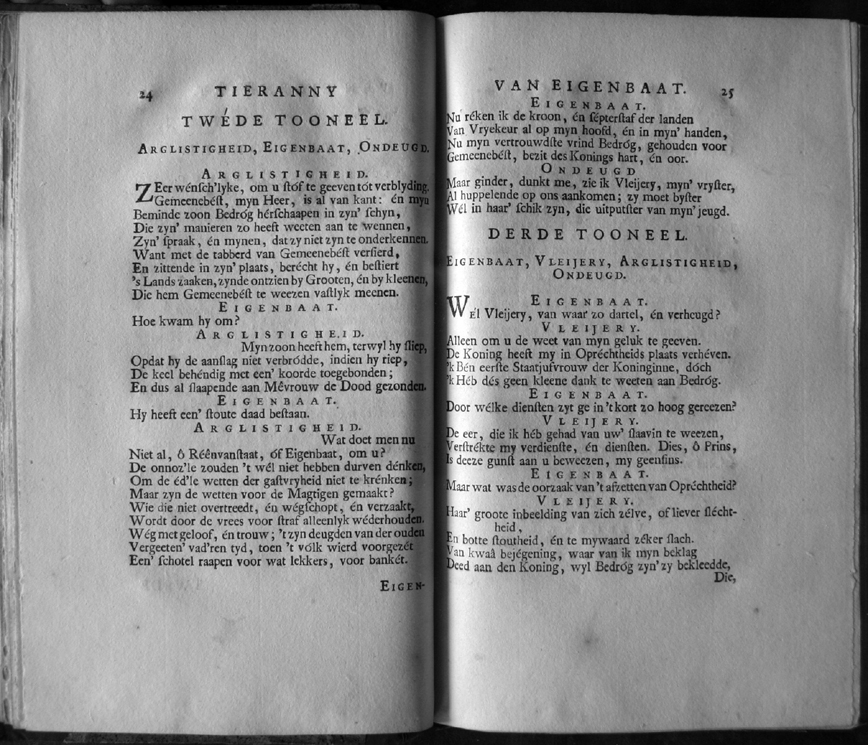 24 TIERANNY
TWÉDE TOONEEL.
ARGLISTIGHEID, EIGENBAAT, ONDEUGD.
ARGLISTIGHEID.
ZEer wénſch'lyke, om u ſtóf te geeven tót verblyding.
Gemeenebéſt, myn Heer, is al van kant: én myn
Beminde zoon Bedróg hérſchaapen in zyn' ſchyn,
Die zyn' manieren zo heeft weeten aan te wennen,
Zyn' ſpraak, én mynen, dat zy niet zyn te onderkennen.
Want met de tabberd van Gemeenebéſt verſierd,
En zittende in zyn' plaats, berécht hy, én beſtiert
's Lands zaaken, zynde ontzien by Grooten, én by kleenen,
Die hem Gemeenebéſt te weezen vaſtlyk meenen.
EIGENBAAT.
Hoe kwam hy om?
ARGLISTIGHEID.
Myn zoon heeft hem, terwyl hy ſliep,
Opdat hy de aanſlag niet verbródde, indien hy riep,
De keel behéndig met een' koorde toegebonden;
En dus al ſlaapende aan Mévrouw de Dood gezonden.
EIGENBAAT.
Hy heeft een' ſtoute daad beſtaan.
ARGLISTIGHEID.
Wat doet men nu
Niet al, ô Réênvanſtaat, óf Eigenbaat, om u?
De onnoz'le zouden 't wél niet hebben durven dénken,
Om de éd'le wetten der gaſtvryheid niet te krénken;
Maar zyn de wetten voor de Magtigen gemaakt?
Wie die niet overtreedt, én wégſchopt, én verzaakt,
Wordt door de vrees voor ſtraf alleenlyk wéderhouden.
Wég met geloof, én trouw; 't zyn deugden van der ouden
Vergeeten' vad'ren tyd, toen 't vólk wierd voorgezét
Een' ſchotel raapen voor wat lekkers, voor bankét.
EIGEN-
VAN EIGENBAAT. 25
EIGENBAAT.
Nu réken ik de kroon, én ſépterſtaf der landen
Van Vryekeur al op myn hoofd, én in myn' handen,
Nu myn vertrouwdſte vrind Bedróg, gehouden voor
Gemeenebéſt, bezit des Konings hart, én oor.
ONDEUGD
Maar ginder, dunkt me, zie ik Vleijery, myn' vryſter,
Al huppelende op ons aankomen; zy moet byſter
Wél in haar' ſchik zyn, die uitputſter van myn' jeugd.
DERDE TOONEEL.
EIGENBAAT, VLEIJERY, ARGLISTIGHEID,
ONDEUGD.
EIGENBAAT.
WEl Vleijery, van waar zo dartel, én verheugd?
VLEIJERY.
Alleen om u de weet van myn geluk te geeven.
De Koning heeft my in Opréchtheids plaats verhéven.
'k Bén eerſte Staatjufvrouw der Koninginne, dóch
'k Héb dés geen kleene dank te weeten aan Bedróg.
EIGENBAAT.
Door wélke dienſten zyt ge in 't kort zo hoog gereezen?
VLEIJERY.
De eer, die ik héb gehad van uw' ſlaavin te weezen,
Verſtrékte my verdienſte, én dienſten. Dies, ô Prins,
Is deeze gunſt aan u beweezen, my geenſins.
EIGENBAAT.
Maar wat was de oorzaak van 't afzetten van Opréchtheid?
VLEIJERY.
Haar' groote inbeelding van zich zélve, of liever ſlécht-
heid,
En botte ſtoutheid, én te mywaard zéker ſlach.
Van kwaâ bejégening, waar van ik myn beklag
Deed aan den Koning, wyl Bedróg zyn' zy bekleedde,
Die,